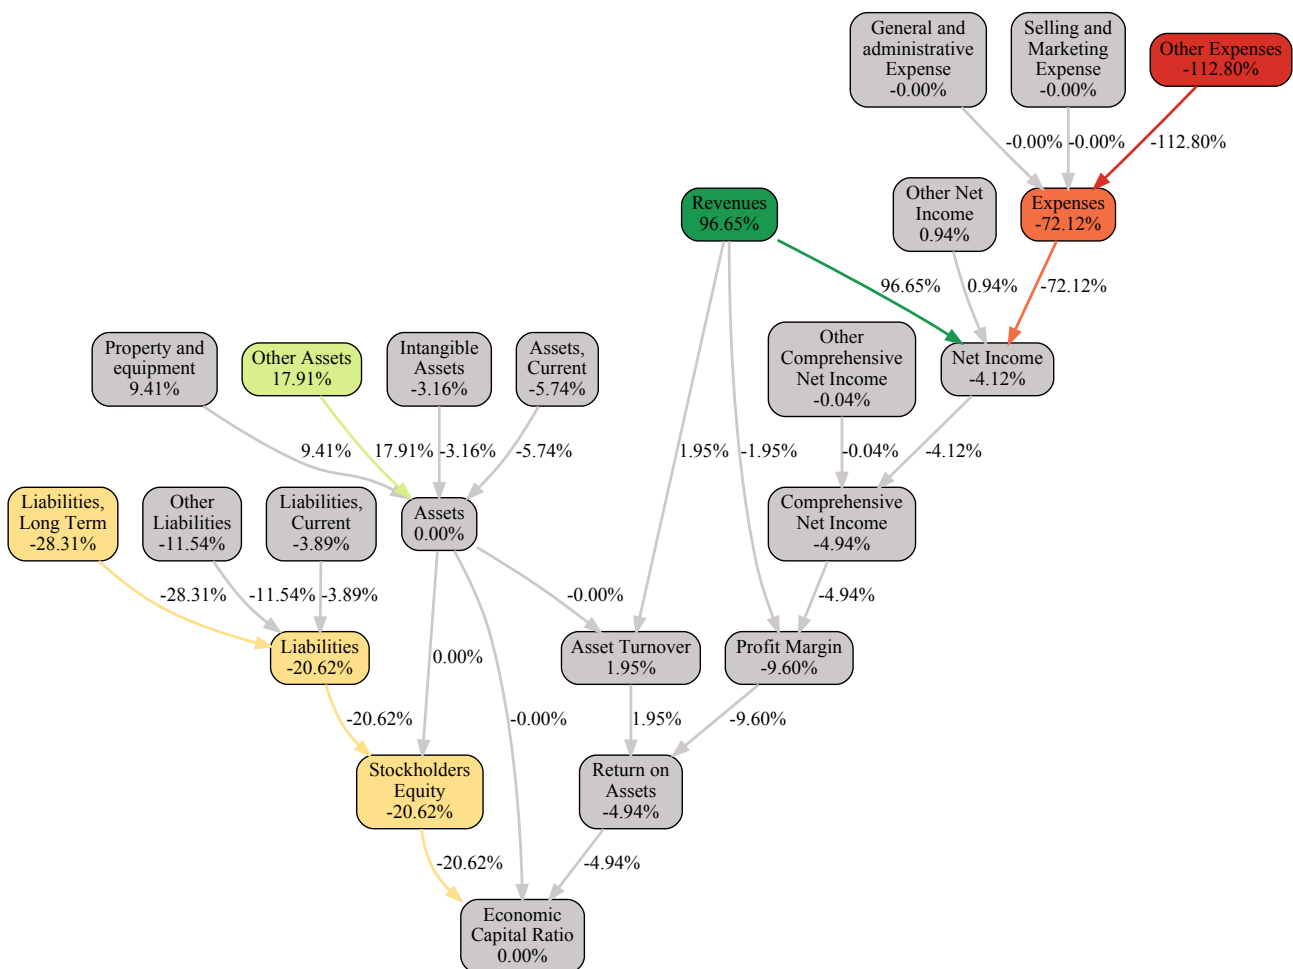 General and
administrative
Expense
-0.00%
Selling and
Marketing
Expense
-0.00%
Other Expenses
-112.80%
-0.00%
-0.00%
-112.80%
Revenues
96.65%
Other Net
Income
0.94%
Expenses
-72.12%
96.65%
0.94%
-72.12%
Property and
equipment
9.41%
Other Assets
17.91%
Intangible
Assets
-3.16%
Assets,
Current
-5.74%
Other
Comprehensive
Net Income
-0.04%
Net Income
-4.12%
9.41%
17.91%
-3.16%
-5.74%
1.95%
-1.95%
-0.04%
-4.12%
Liabilities,
Long Term
-28.31%
Other
Liabilities
-11.54%
Liabilities,
Current
-3.89%
Assets
0.00%
Comprehensive
Net Income
-4.94%
-28.31%
-11.54%
-3.89%
-0.00%
-4.94%
Liabilities
-20.62%
0.00%
Asset Turnover
1.95%
Profit Margin
-9.60%
-20.62%
-0.00%
1.95%
-9.60%
Stockholders
Equity
-20.62%
Return on
Assets
-4.94%
-20.62%
-4.94%
Economic
Capital Ratio
0.00%